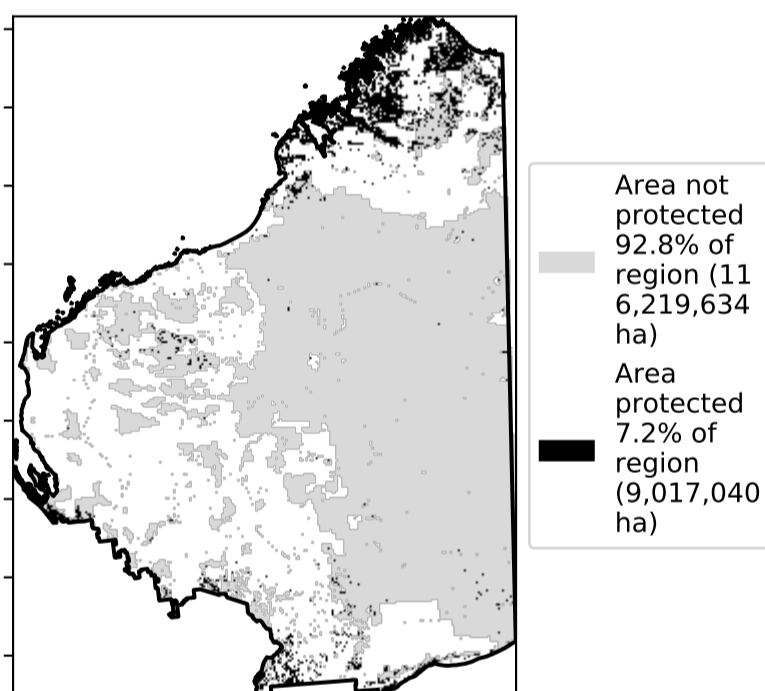 Area not
protected
92.8% of
region (11
6,219,634
ha)
Area
protected
7.2% of
region
(9,017,040
ha)